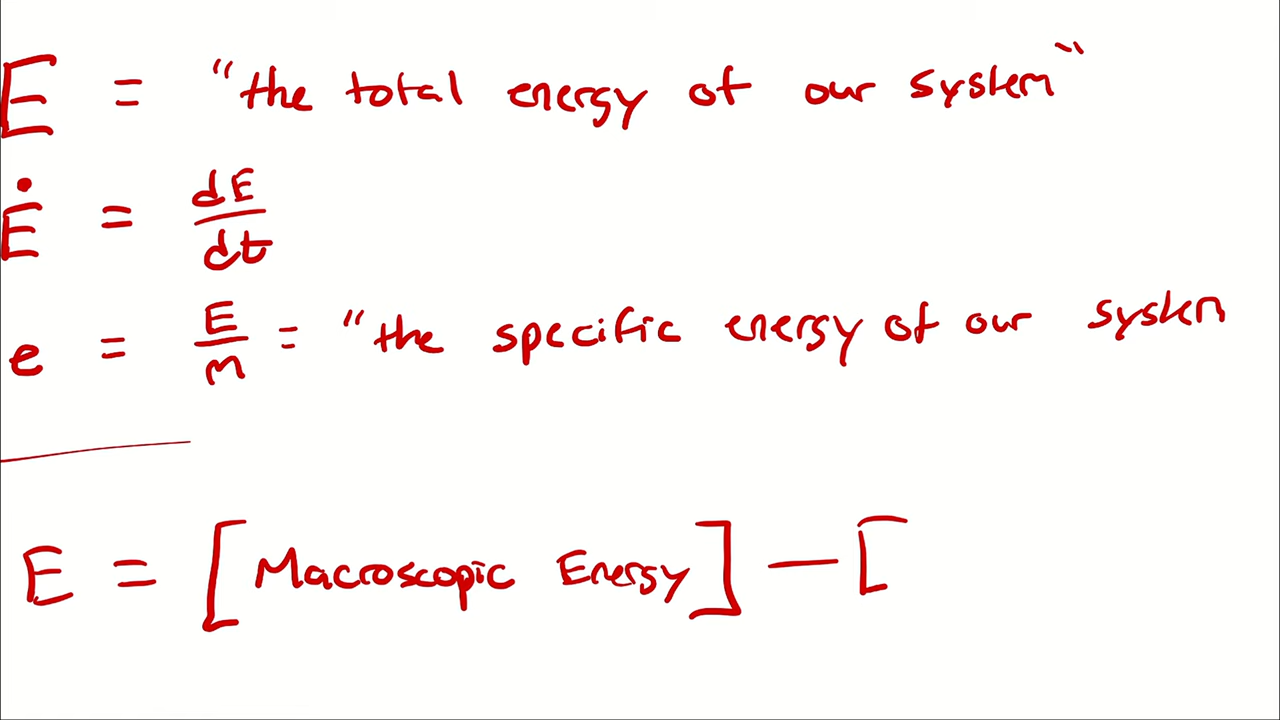 E = "the total energy of our system"
Ė = dE/dt
e = E/m = "the specific energy of our system
E = [Macroscopic Energy] — [